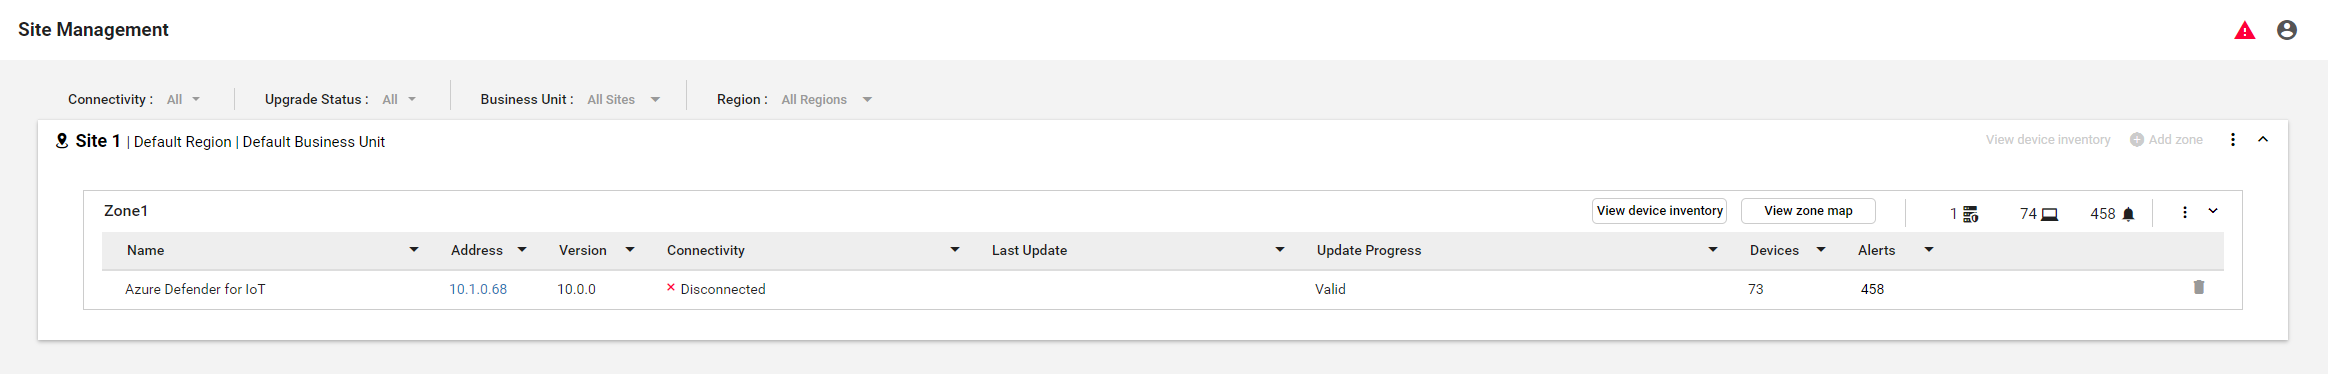 Site Management
Connectivity : All Upgrade Status : All Business Unit : All Sites Region : All Regions
Site 1 | Default Region | Default Business Unit View device inventory Add zone
Zone1 View device inventory View zone map 1 74 458
Name Address Version Connectivity Last Update Update Progress Devices Alerts
Azure Defender for IoT 10.1.0.68 10.0.0 Disconnected Valid 73 458